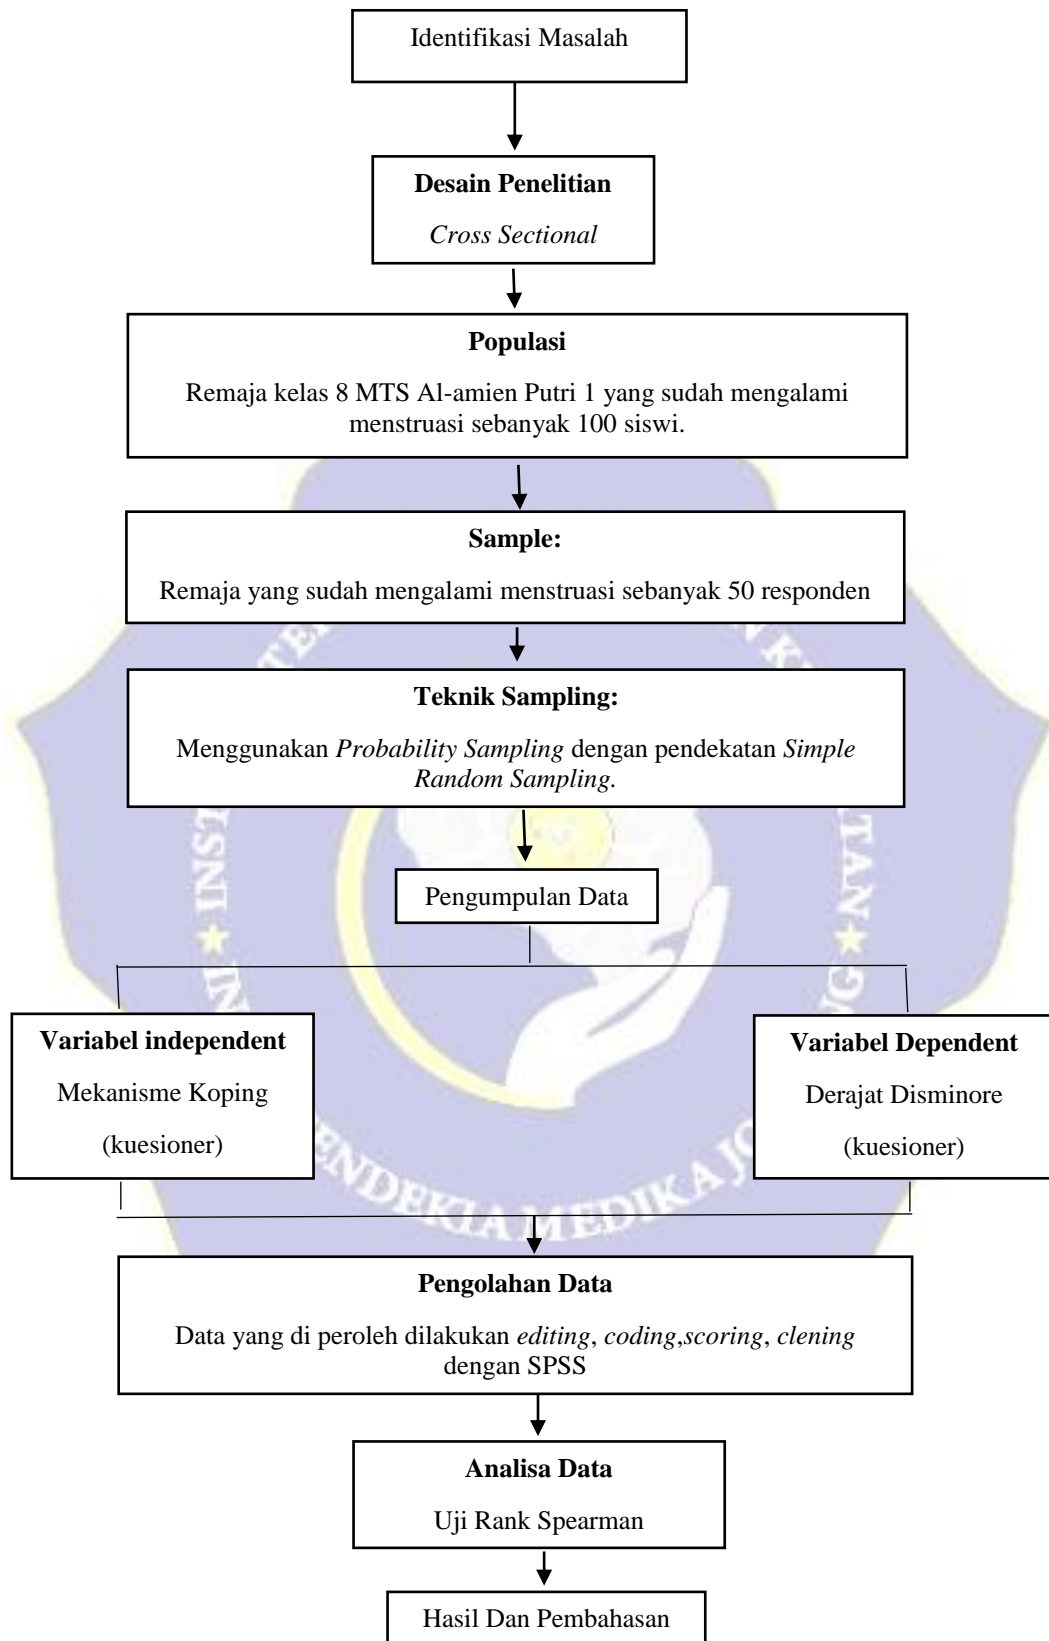 Identifikasi Masalah
Desain Penelitian
Cross Sectional
Populasi
Remaja kelas 8 MTS Al-amien Putri 1 yang sudah mengalami
menstruasi sebanyak 100 siswi.
Sample:
Remaja yang sudah mengalami menstruasi sebanyak 50 responden
Teknik Sampling:
Menggunakan Probability Sampling dengan pendekatan Simple
Random Sampling.
Pengumpulan Data
Variabel independent
Mekanisme Koping
(kuesioner)
Variabel Dependent
Derajat Disminore
(kuesioner)
Pengolahan Data
Data yang di peroleh dilakukan editing, coding,scoring, clening
dengan SPSS
Analisa Data
Uji Rank Spearman
Hasil Dan Pembahasan
MEDIKA